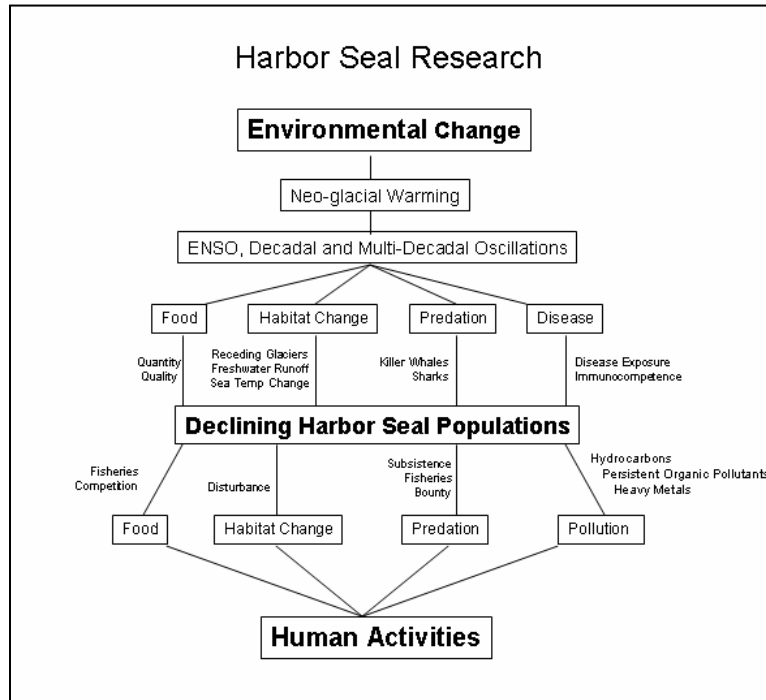 Harbor Seal Research
Environmental Change
Neo-glacial Warming
ENSO, Decadal and Multi-Decadal Oscillations
Food
Habitat Change
Predation
Disease
Quantity
Quality
Receding Glaciers
Freshwater Runoff
Sea Temp Change
Killer Whales
Sharks
Disease Exposure
Immunocompetence
Declining Harbor Seal Populations
Fisheries
Competition
Disturbance
Subsistence
Fisheries
Bounty
Hydrocarbons
Persistent Organic Pollutants
Heavy Metals
Food
Habitat Change
Predation
Pollution
Human Activities